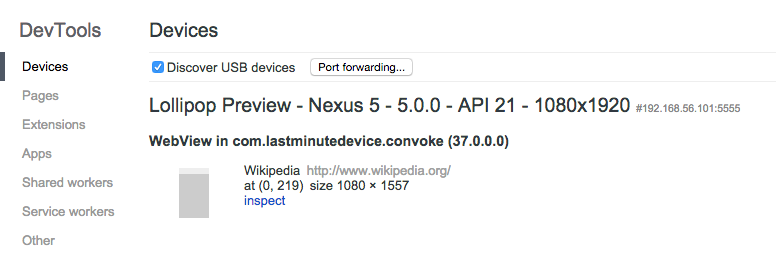 DevTools
Devices
Pages
Extensions
Apps
Shared workers
Service workers
Other
Devices
Discover USB devices Port forwarding...
Lollipop Preview - Nexus 5 - 5.0.0 - API 21 - 1080x1920 #192.168.56.101:5555
WebView in com.lastminutedevice.convoke (37.0.0.0)
Wikipedia http://www.wikipedia.org/
at (0, 219) size 1080 × 1557
inspect